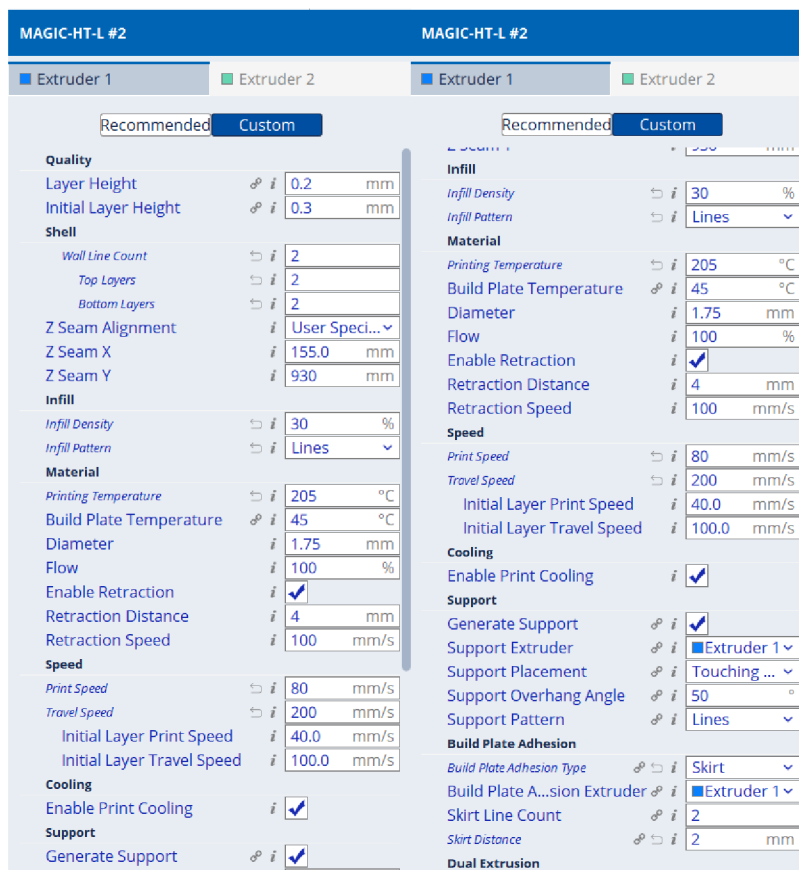 MAGIC-HT-L #2
Extruder 1 Extruder 2
Recommended Custom
Quality
Layer Height i 0.2 mm
Initial Layer Height i 0.3 mm
Shell
Wall Line Count i 2
Top Layers i 2
Bottom Layers i 2
Z Seam Alignment i User Speci...
Z Seam X i 155.0 mm
Z Seam Y i 930 mm
Infill
Infill Density i 30 %
Infill Pattern i Lines
Material
Printing Temperature i 205 °C
Build Plate Temperature i 45 °C
Diameter i 1.75 mm
Flow i 100 %
Enable Retraction i
Retraction Distance i 4 mm
Retraction Speed i 100 mm/s
Speed
Print Speed i 80 mm/s
Travel Speed i 200 mm/s
Initial Layer Print Speed i 40.0 mm/s
Initial Layer Travel Speed i 100.0 mm/s
Cooling
Enable Print Cooling i
Support
Generate Support i
MAGIC-HT-L #2
Extruder 1 Extruder 2
Recommended Custom
Infill
Infill Density i 30 %
Infill Pattern i Lines
Material
Printing Temperature i 205 °C
Build Plate Temperature i 45 °C
Diameter i 1.75 mm
Flow i 100 %
Enable Retraction i
Retraction Distance i 4 mm
Retraction Speed i 100 mm/s
Speed
Print Speed i 80 mm/s
Travel Speed i 200 mm/s
Initial Layer Print Speed i 40.0 mm/s
Initial Layer Travel Speed i 100.0 mm/s
Cooling
Enable Print Cooling i
Support
Generate Support i
Support Extruder i Extruder 1
Support Placement i Touching ...
Support Overhang Angle i 50 °
Support Pattern i Lines
Build Plate Adhesion
Build Plate Adhesion Type i Skirt
Build Plate A...sion Extruder i Extruder 1
Skirt Line Count i 2
Skirt Distance i 2 mm
Dual Extrusion